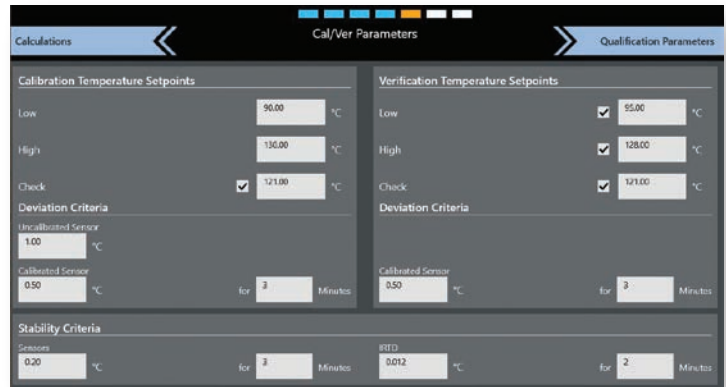 Cal/Ver Parameters
Calculations
Qualification Parameters
Calibration Temperature Setpoints
Low 90.00 °C
High 130.00 °C
Check 121.00 °C
Deviation Criteria
Uncalibrated Sensor
1.00 °C
Calibrated Sensor
0.50 °C for 3 Minutes
Verification Temperature Setpoints
Low 95.00 °C
High 128.00 °C
Check 121.00 °C
Deviation Criteria
Calibrated Sensor
0.50 °C for 3 Minutes
Stability Criteria
Sensors
0.20 °C for 3 Minutes
IRTD
0.012 °C for 2 Minutes